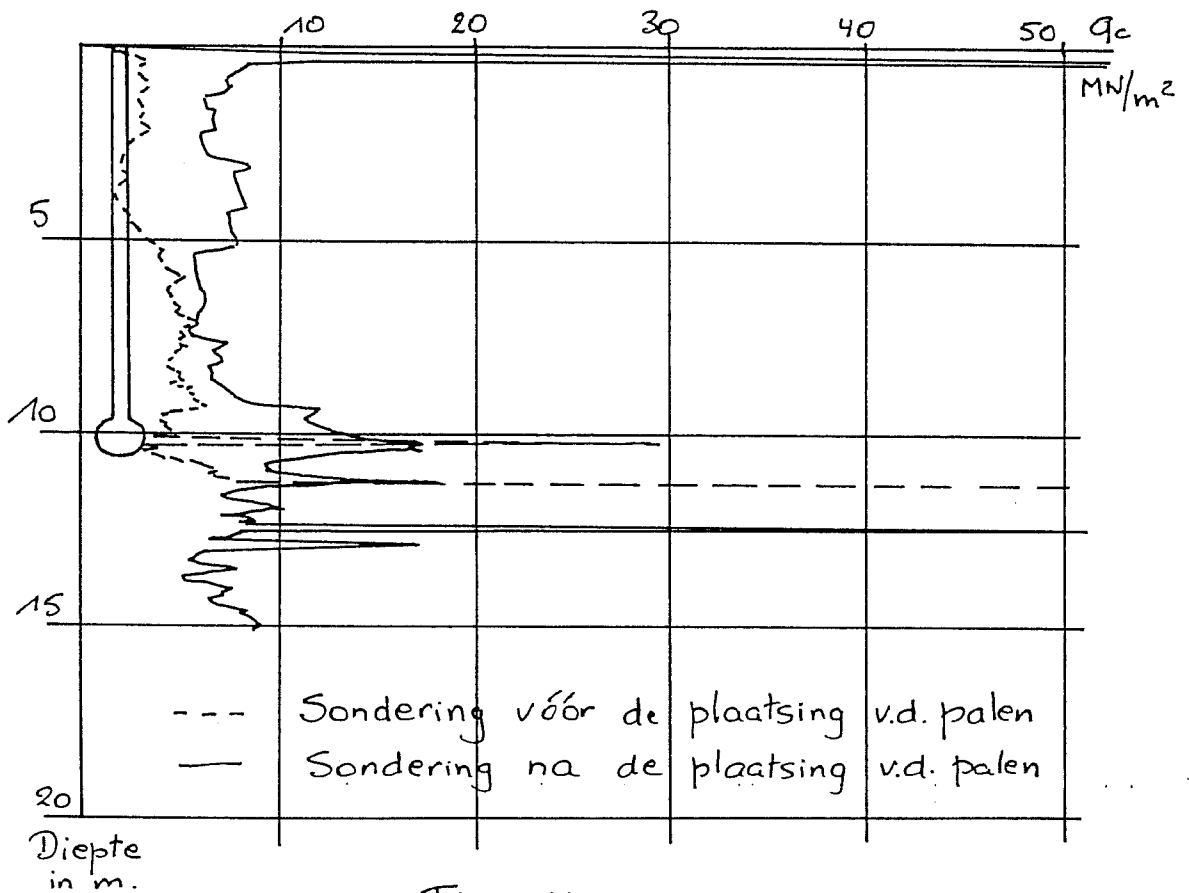 10 20 30 40 50 qc
MN/m²
5
10
15
--- Sondering vóór de plaatsing v.d. palen
— Sondering na de plaatsing v.d. palen
20
Diepte
in m.